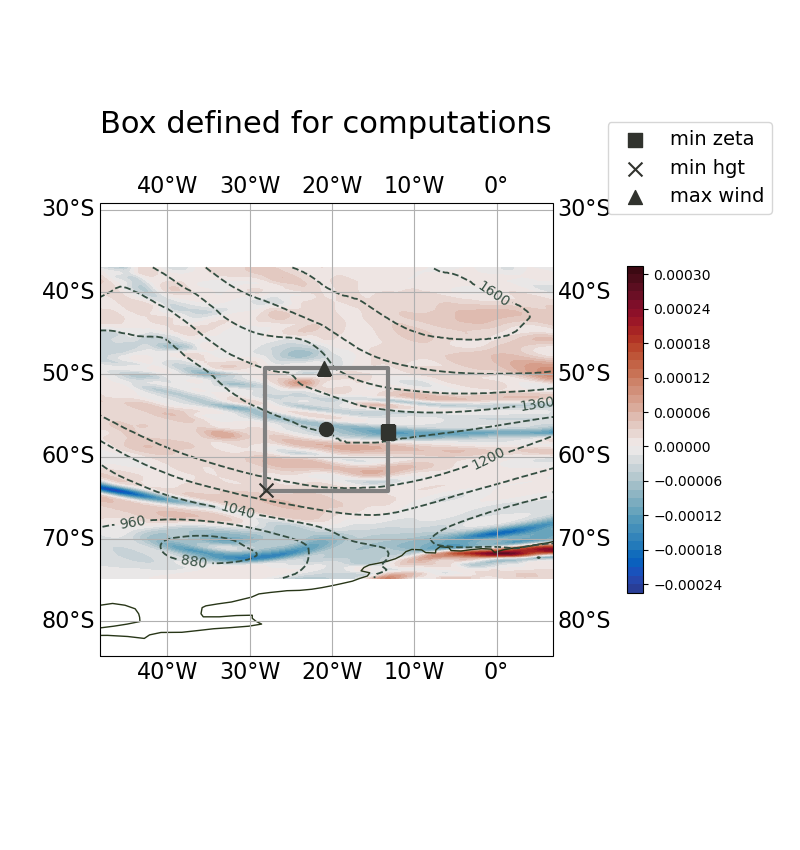 Box defined for computations
min zeta
min hgt
max wind
40°W 30°W 20°W 10°W 0°
30°S 30°S
40°S 40°S
50°S 50°S
60°S 60°S
70°S 70°S
80°S 80°S
40°W 30°W 20°W 10°W 0°
1600
1360
1200
1040
960
880
0.00030
0.00024
0.00018
0.00012
0.00006
0.00000
−0.00006
−0.00012
−0.00018
−0.00024